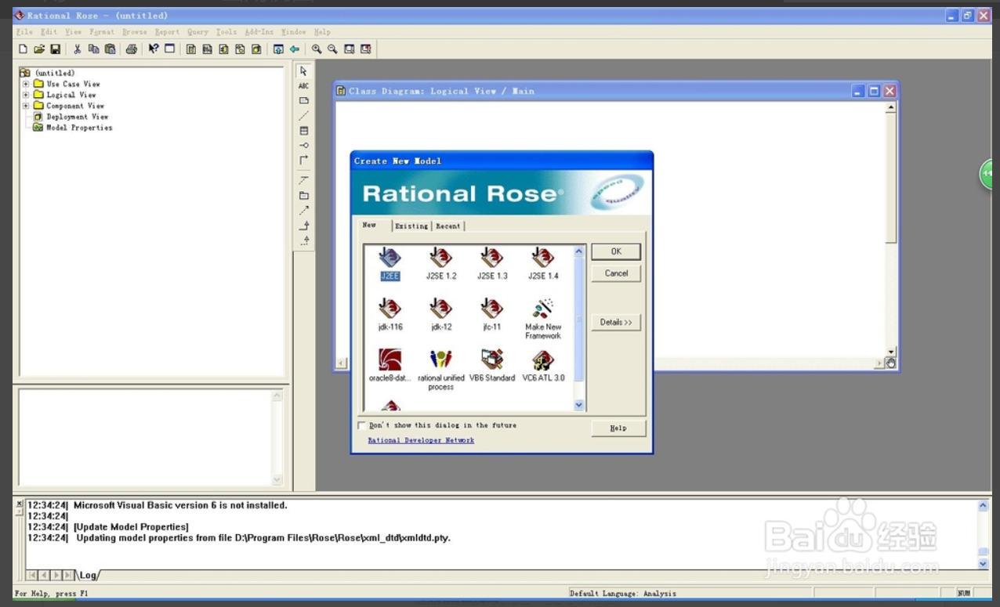 Rational Rose - (untitled)
File Edit View Format Browse Report Query Tools Add-Ins Window Help
(untitled)
Use Case View
Logical View
Component View
Deployment View
Model Properties
ABC
Class Diagram: Logical View / Main
Create New Model
Rational Rose®
speed
quality
New Existing Recent
J2EE J2SE 1.2 J2SE 1.3 J2SE 1.4
jdk-116 jdk-12 jfc-11 Make New
Framework
oracle8-dat... rational unified VB6 Standard VC6 ATL 3.0
process
OK
Cancel
Details >>
Don't show this dialog in the future
Help
Rational Developer Network
12:34:24| Microsoft Visual Basic version 6 is not installed.
12:34:24|
12:34:24| [Update Model Properties]
12:34:24| Updating model properties from file D:\Program Files\Rose\Rose\xml_dtd\xmldtd.pty.
Log
Baidu 经验
jingyan.baidu.com
For Help, press F1
Default Language: Analysis
NUM